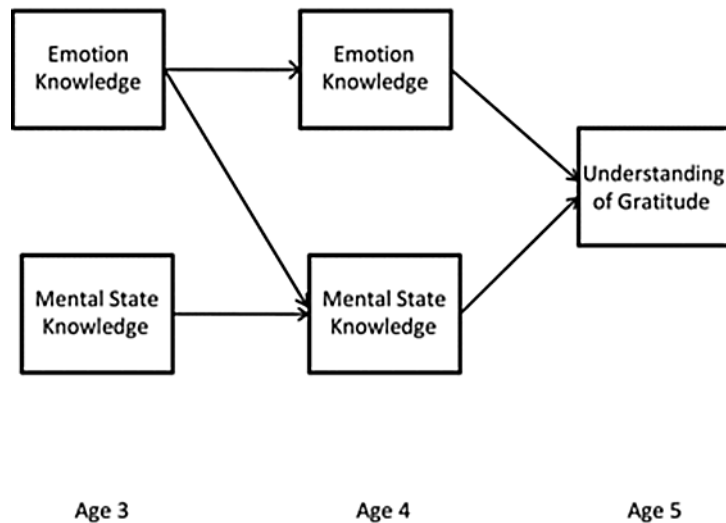 Emotion
Knowledge
Emotion
Knowledge
Understanding
of Gratitude
Mental State
Knowledge
Mental State
Knowledge
Age 3
Age 4
Age 5